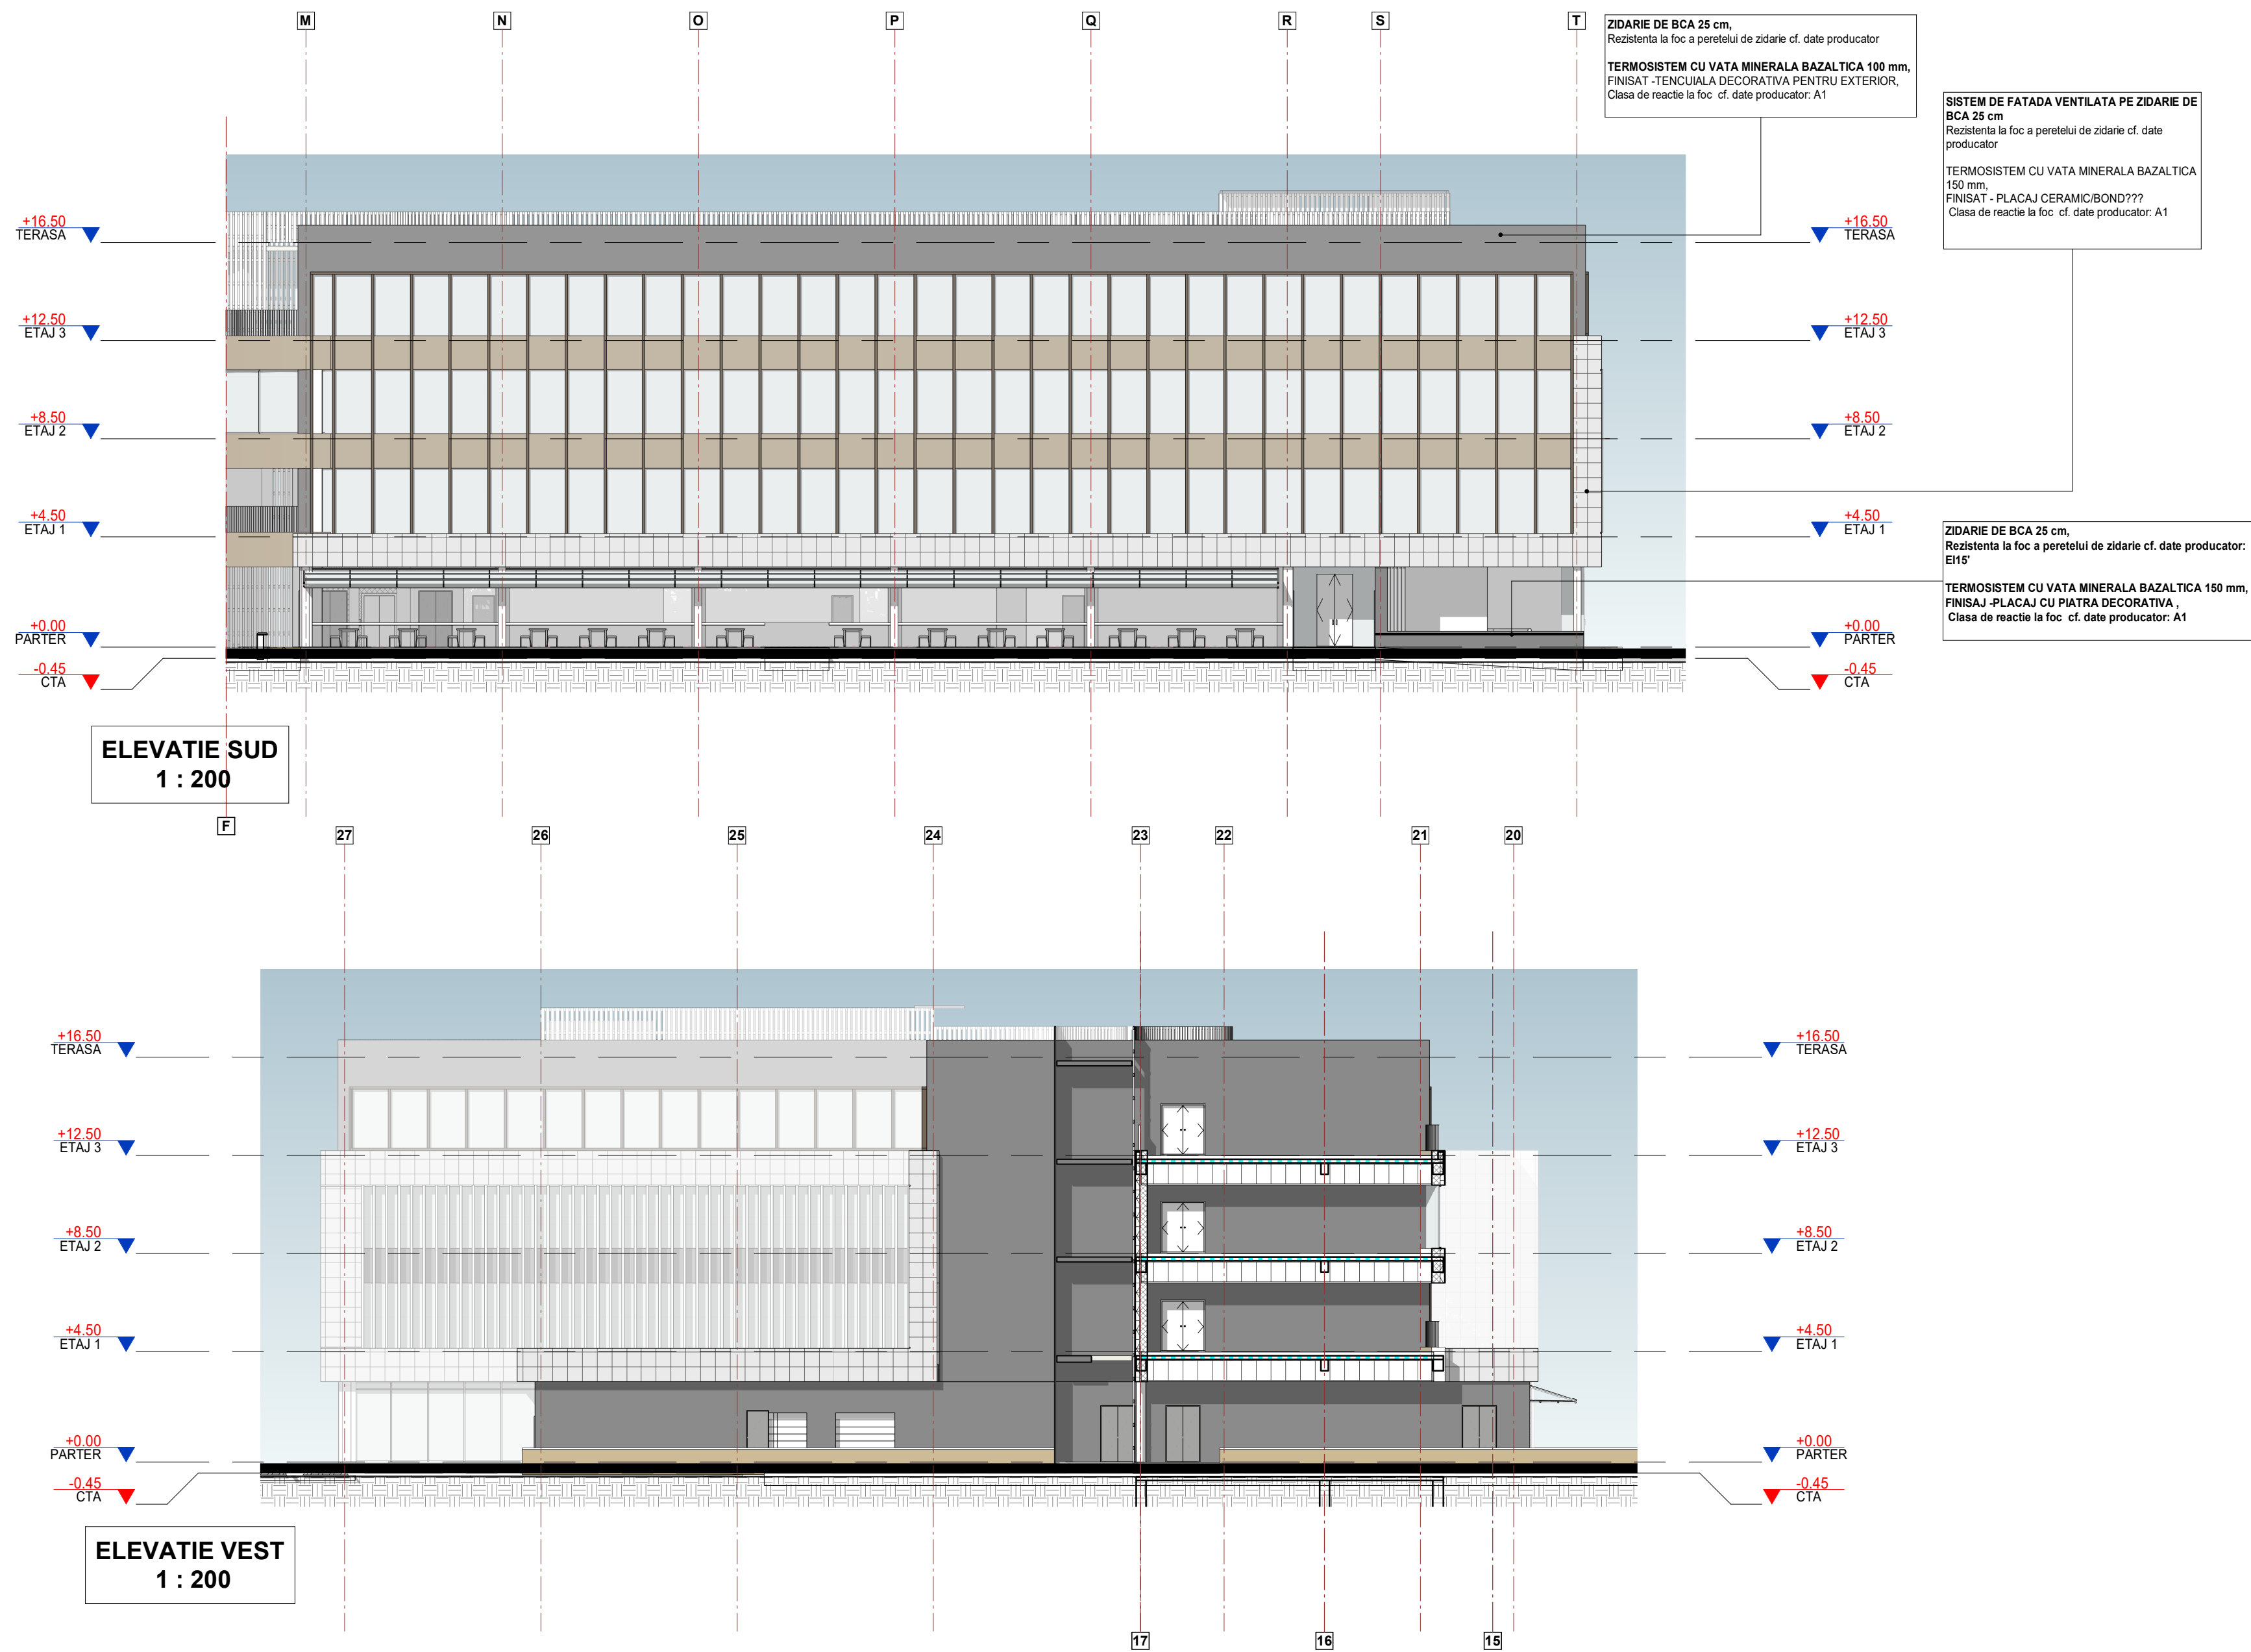 M N O P Q R S T
ZIDARIE DE BCA 25 cm,
Rezistenta la foc a peretelui de zidarie cf. date producator
TERMOSISTEM CU VATA MINERALA BAZALTICA 100 mm,
FINISAT -TENCUIALA DECORATIVA PENTRU EXTERIOR,
Clasa de reactie la foc cf. date producator: A1
SISTEM DE FATADA VENTILATA PE ZIDARIE DE
BCA 25 cm
Rezistenta la foc a peretelui de zidarie cf. date
producator
TERMOSISTEM CU VATA MINERALA BAZALTICA
150 mm,
FINISAT - PLACAJ CERAMIC/BOND???
Clasa de reactie la foc cf. date producator: A1
+16.50
TERASA
+16.50
TERASA
+12.50
ETAJ 3
+12.50
ETAJ 3
+8.50
ETAJ 2
+8.50
ETAJ 2
+4.50
ETAJ 1
+4.50
ETAJ 1
ZIDARIE DE BCA 25 cm,
Rezistenta la foc a peretelui de zidarie cf. date producator:
EI15'
TERMOSISTEM CU VATA MINERALA BAZALTICA 150 mm,
FINISAJ -PLACAJ CU PIATRA DECORATIVA ,
Clasa de reactie la foc cf. date producator: A1
+0.00
PARTER
+0.00
PARTER
-0.45
CTA
-0.45
CTA
ELEVATIE SUD
1 : 200
F
27 26 25 24 23 22 21 20
+16.50
TERASA
+16.50
TERASA
+12.50
ETAJ 3
+12.50
ETAJ 3
+8.50
ETAJ 2
+8.50
ETAJ 2
+4.50
ETAJ 1
+4.50
ETAJ 1
+0.00
PARTER
+0.00
PARTER
-0.45
CTA
-0.45
CTA
ELEVATIE VEST
1 : 200
17 16 15